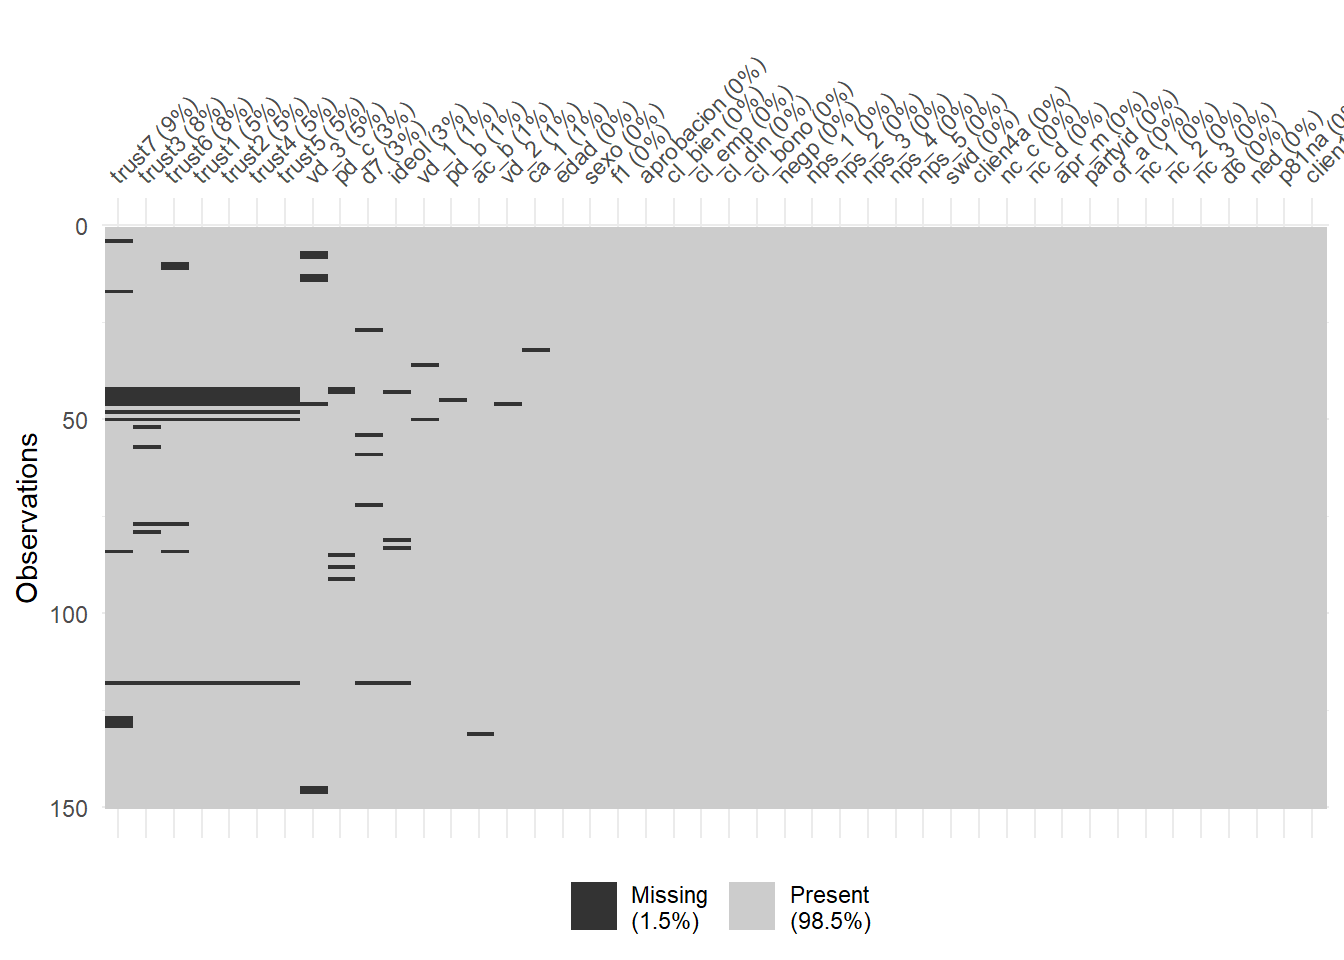 trust7 (9%)
trust3 (8%)
trust6 (8%)
trust1 (5%)
trust2 (5%)
trust4 (5%)
trust5 (5%)
vd_3 (5%)
pd_c (3%)
d7 (3%)
ideol (3%)
vd_1 (1%)
pd_b (1%)
ac_b (1%)
vd_2 (1%)
ca_1 (1%)
edad (0%)
sexo (0%)
f1 (0%)
aprobacion (0%)
cl_bien (0%)
cl_emp (0%)
cl_din (0%)
cl_bono (0%)
negp (0%)
nps_1 (0%)
nps_2 (0%)
nps_3 (0%)
nps_4 (0%)
nps_5 (0%)
swd (0%)
clien4a (0%)
nc_c (0%)
nc_d (0%)
apr_m (0%)
partyid (0%)
of_a (0%)
nc_1 (0%)
nc_2 (0%)
nc_3 (0%)
d6 (0%)
ned (0%)
p81na (0
0
50
100
150
Observations
Missing
(1.5%)
Present
(98.5%)